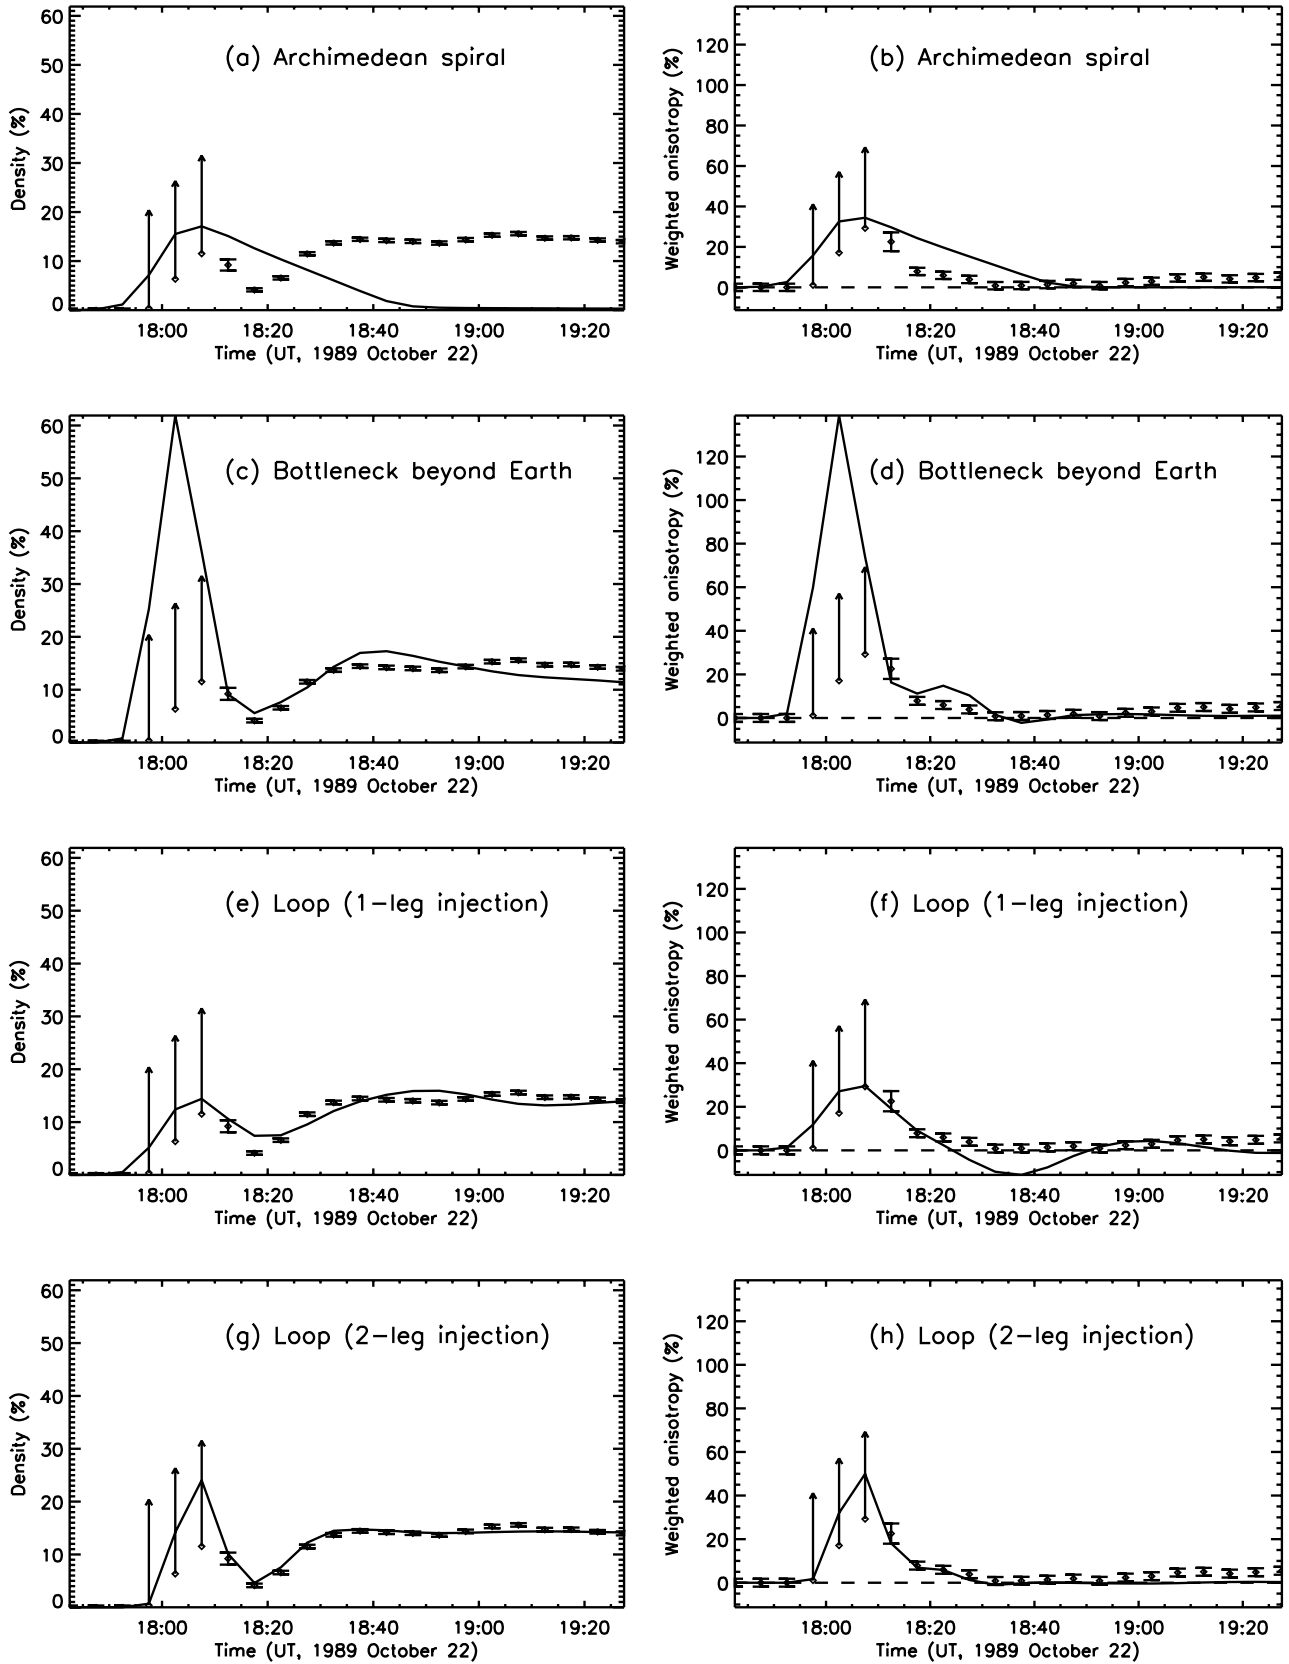 (a) Archimedean spiral
Density (%)
60
50
40
30
20
10
0
18:00 18:20 18:40 19:00 19:20
Time (UT, 1989 October 22)
(b) Archimedean spiral
Weighted anisotropy (%)
120
100
80
60
40
20
0
18:00 18:20 18:40 19:00 19:20
Time (UT, 1989 October 22)
(c) Bottleneck beyond Earth
Density (%)
60
50
40
30
20
10
0
18:00 18:20 18:40 19:00 19:20
Time (UT, 1989 October 22)
(d) Bottleneck beyond Earth
Weighted anisotropy (%)
120
100
80
60
40
20
0
18:00 18:20 18:40 19:00 19:20
Time (UT, 1989 October 22)
(e) Loop (1-leg injection)
Density (%)
60
50
40
30
20
10
0
18:00 18:20 18:40 19:00 19:20
Time (UT, 1989 October 22)
(f) Loop (1-leg injection)
Weighted anisotropy (%)
120
100
80
60
40
20
0
18:00 18:20 18:40 19:00 19:20
Time (UT, 1989 October 22)
(g) Loop (2-leg injection)
Density (%)
60
50
40
30
20
10
0
18:00 18:20 18:40 19:00 19:20
Time (UT, 1989 October 22)
(h) Loop (2-leg injection)
Weighted anisotropy (%)
120
100
80
60
40
20
0
18:00 18:20 18:40 19:00 19:20
Time (UT, 1989 October 22)